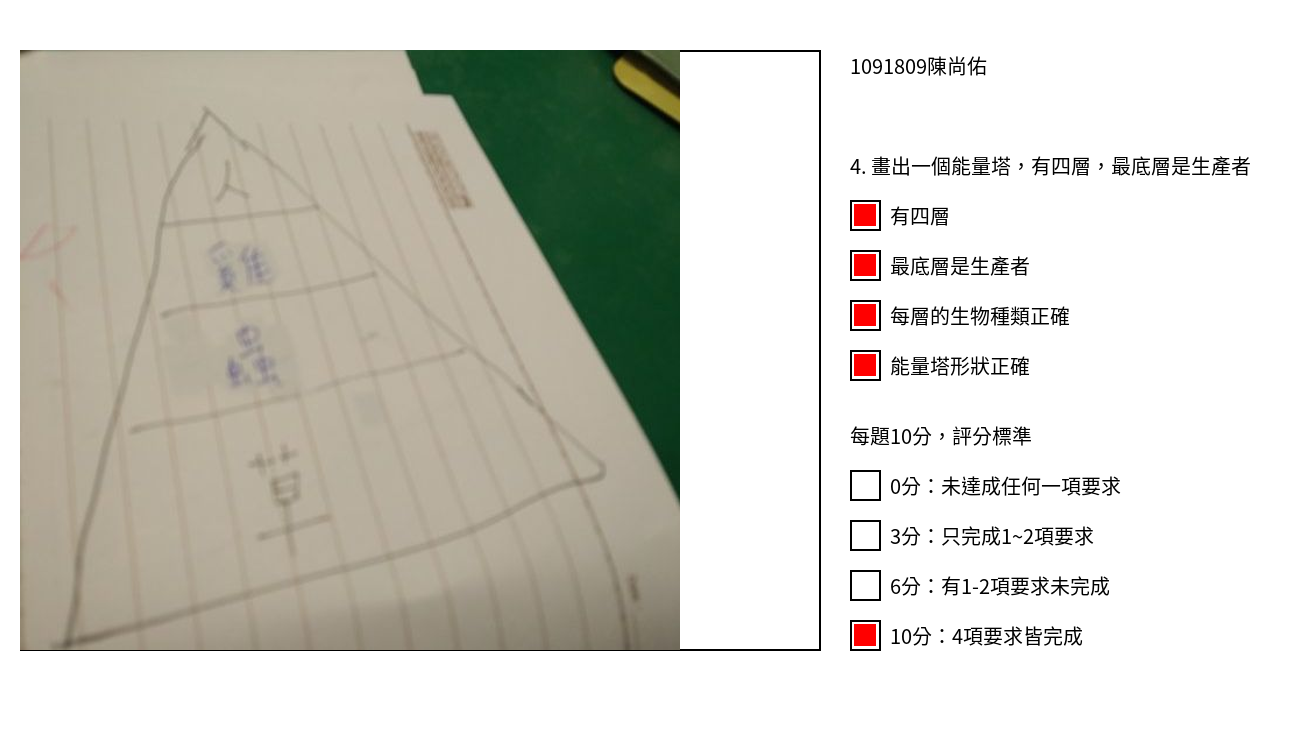 人
雞
蟲
草
1091809陳尚佑
4. 畫出一個能量塔，有四層，最底層是生產者
有四層
最底層是生產者
每層的生物種類正確
能量塔形狀正確
每題10分，評分標準
0分：未達成任何一項要求
3分：只完成1~2項要求
6分：有1-2項要求未完成
10分：4項要求皆完成